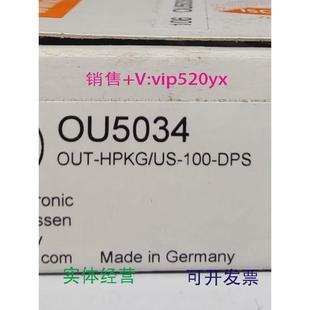 销售+V:vip520yx
OU5034
OUT-HPKG/US-100-DPS
ronic
ssen
y
.com
Made in Germany
实体经营
可开发票